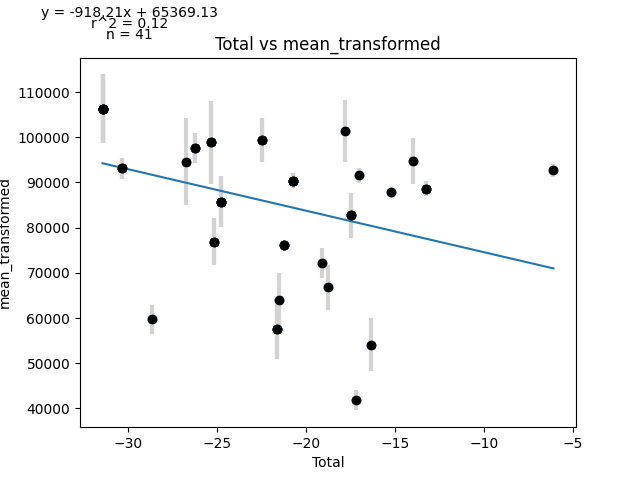 y = -918.21x + 65369.13
r^2 = 0.12
n = 41
Total vs mean_transformed
110000
100000
90000
80000
70000
60000
50000
40000
mean_transformed
−30
−25
−20
−15
−10
−5
Total